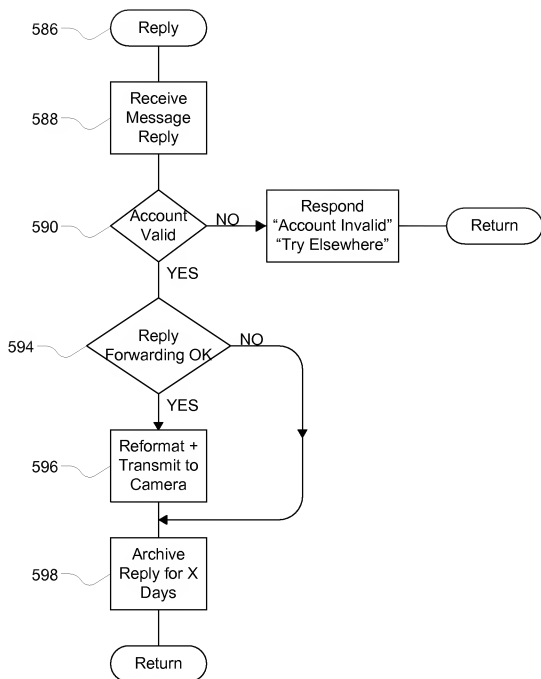 586
Reply
588
Receive
Message
Reply
590
Account
Valid
NO
Respond
“Account Invalid”
“Try Elsewhere”
Return
YES
594
Reply
Forwarding OK
NO
YES
596
Reformat +
Transmit to
Camera
598
Archive
Reply for X
Days
Return